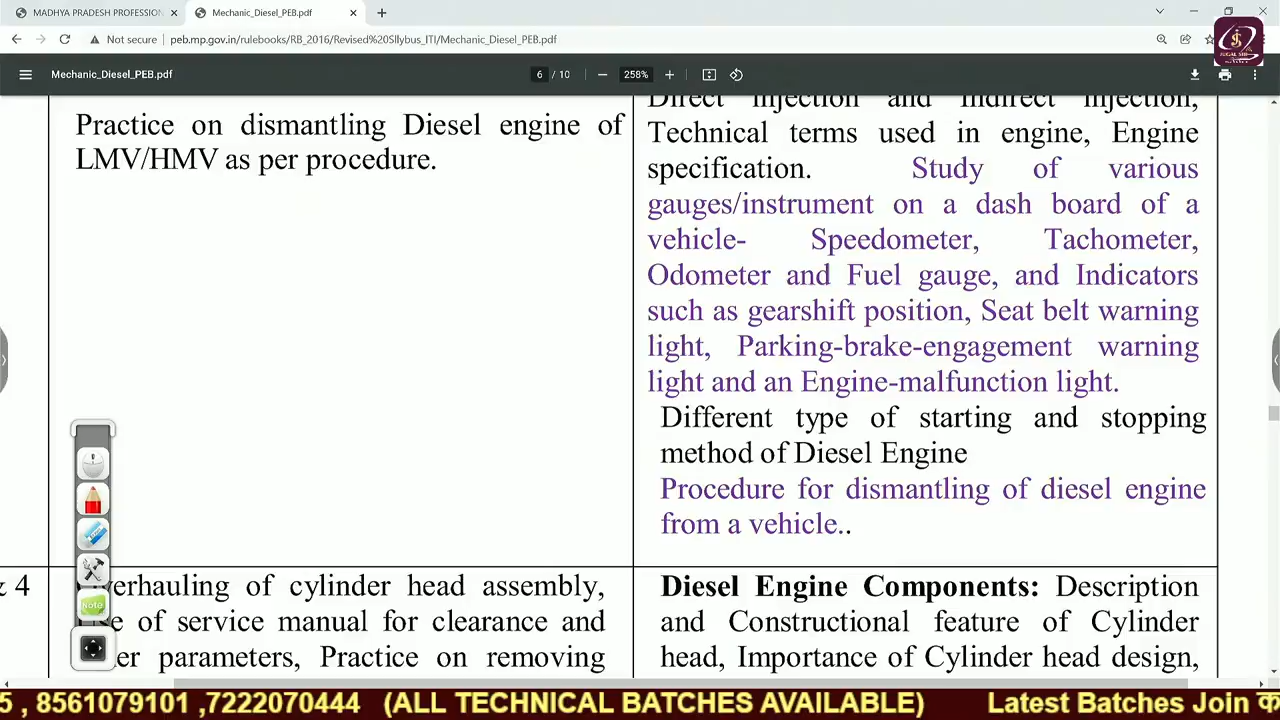 MADHYA PRADESH PROFESSION
Mechanic_Diesel_PEB.pdf
Not secure peb.mp.gov.in/rulebooks/RB_2016/Revised%20Sllybus_ITI/Mechanic_Diesel_PEB.pdf
Mechanic_Diesel_PEB.pdf
6 / 10
258%
Practice on dismantling Diesel engine of
LMV/HMV as per procedure.
Direct injection and Indirect injection,
Technical terms used in engine, Engine
specification. Study of various
gauges/instrument on a dash board of a
vehicle- Speedometer, Tachometer,
Odometer and Fuel gauge, and Indicators
such as gearshift position, Seat belt warning
light, Parking-brake-engagement warning
light and an Engine-malfunction light.
Different type of starting and stopping
method of Diesel Engine
Procedure for dismantling of diesel engine
from a vehicle..
& 4
verhauling of cylinder head assembly,
e of service manual for clearance and
er parameters, Practice on removing
Diesel Engine Components: Description
and Constructional feature of Cylinder
head, Importance of Cylinder head design,
Note
5 , 8561079101 ,7222070444 (ALL TECHNICAL BATCHES AVAILABLE) Latest Batches Join क